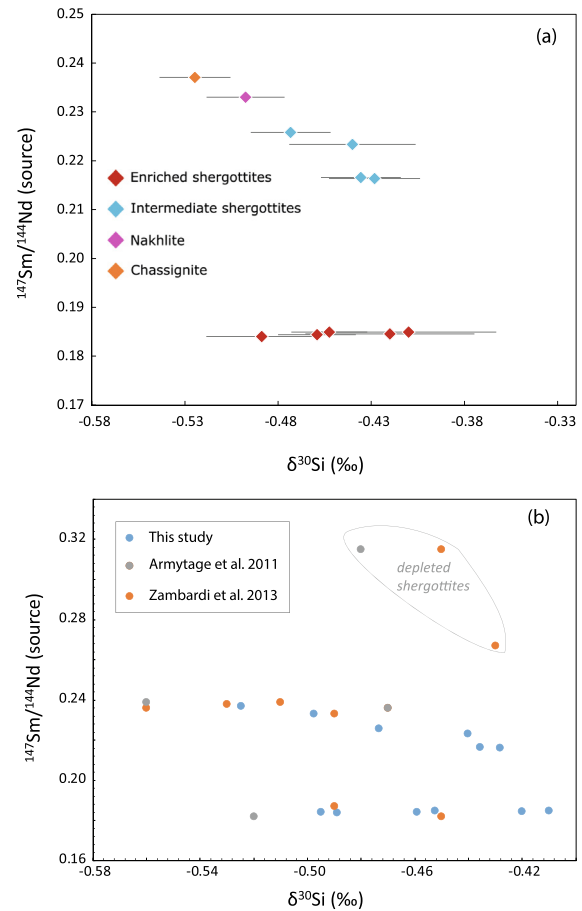 (a)
0.25
0.24
0.23
0.22
0.21
0.20
0.19
0.18
0.17
¹⁴⁷Sm/¹⁴⁴Nd (source)
Enriched shergottites
Intermediate shergottites
Nakhlite
Chassignite
-0.58 -0.53 -0.48 -0.43 -0.38 -0.33
δ³⁰Si (‰)
(b)
This study
Armytage et al. 2011
Zambardi et al. 2013
depleted
shergottites
0.32
0.28
0.24
0.20
0.16
¹⁴⁷Sm/¹⁴⁴Nd (source)
-0.58 -0.54 -0.50 -0.46 -0.42
δ³⁰Si (‰)